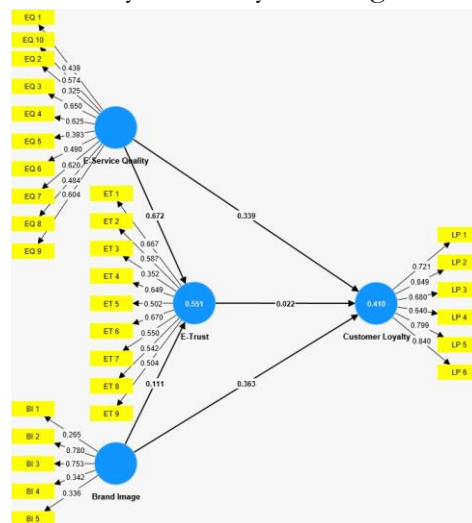 EQ 1
EQ 10
EQ 2
EQ 3
EQ 4
EQ 5
EQ 6
EQ 7
EQ 8
EQ 9
0.439
0.574
0.325
0.650
0.625
0.393
0.490
0.620
0.484
0.604
E-Service Quality
0.672
0.339
ET 1
ET 2
ET 3
ET 4
ET 5
ET 6
ET 7
ET 8
ET 9
0.667
0.587
0.352
0.649
0.502
0.670
0.550
0.542
0.504
0.551
E-Trust
0.022
0.111
0.363
0.410
Customer Loyalty
0.721
0.849
0.680
0.640
0.799
0.840
LP 1
LP 2
LP 3
LP 4
LP 5
LP 6
BI 1
BI 2
BI 3
BI 4
BI 5
0.265
0.780
0.753
0.342
0.336
Brand Image